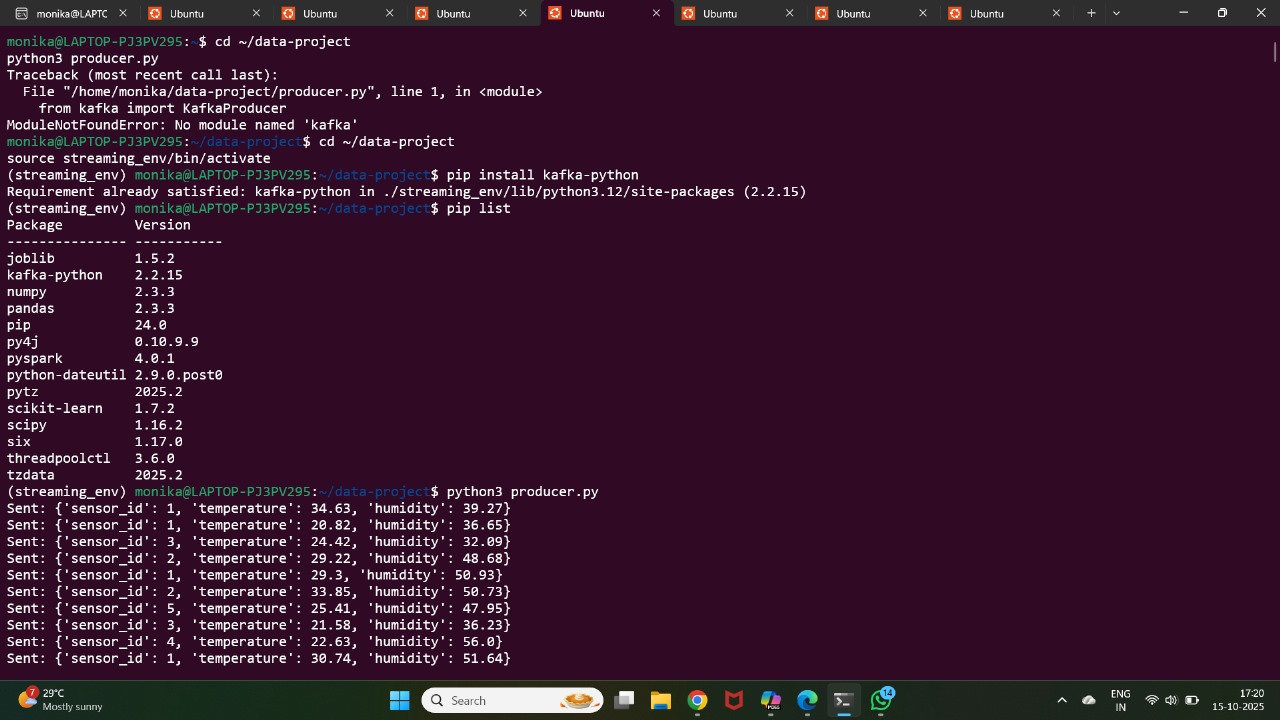 monika@LAPTC
Ubuntu
Ubuntu
Ubuntu
Ubuntu
Ubuntu
Ubuntu
Ubuntu
monika@LAPTOP-PJ3PV295:~$ cd ~/data-project
python3 producer.py
Traceback (most recent call last):
  File "/home/monika/data-project/producer.py", line 1, in <module>
    from kafka import KafkaProducer
ModuleNotFoundError: No module named 'kafka'
monika@LAPTOP-PJ3PV295:~/data-project$ cd ~/data-project
source streaming_env/bin/activate
(streaming_env) monika@LAPTOP-PJ3PV295:~/data-project$ pip install kafka-python
Requirement already satisfied: kafka-python in ./streaming_env/lib/python3.12/site-packages (2.2.15)
(streaming_env) monika@LAPTOP-PJ3PV295:~/data-project$ pip list
Package         Version
--------------- -----------
joblib          1.5.2
kafka-python    2.2.15
numpy           2.3.3
pandas          2.3.3
pip             24.0
py4j            0.10.9.9
pyspark         4.0.1
python-dateutil 2.9.0.post0
pytz            2025.2
scikit-learn    1.7.2
scipy           1.16.2
six             1.17.0
threadpoolctl   3.6.0
tzdata          2025.2
(streaming_env) monika@LAPTOP-PJ3PV295:~/data-project$ python3 producer.py
Sent: {'sensor_id': 1, 'temperature': 34.63, 'humidity': 39.27}
Sent: {'sensor_id': 1, 'temperature': 20.82, 'humidity': 36.65}
Sent: {'sensor_id': 3, 'temperature': 24.42, 'humidity': 32.09}
Sent: {'sensor_id': 2, 'temperature': 29.22, 'humidity': 48.68}
Sent: {'sensor_id': 1, 'temperature': 29.3, 'humidity': 50.93}
Sent: {'sensor_id': 2, 'temperature': 33.85, 'humidity': 50.73}
Sent: {'sensor_id': 5, 'temperature': 25.41, 'humidity': 47.95}
Sent: {'sensor_id': 3, 'temperature': 21.58, 'humidity': 36.23}
Sent: {'sensor_id': 4, 'temperature': 22.63, 'humidity': 56.0}
Sent: {'sensor_id': 1, 'temperature': 30.74, 'humidity': 51.64}
7
29°C
Mostly sunny
Search
14
ENG
IN
17:20
15-10-2025